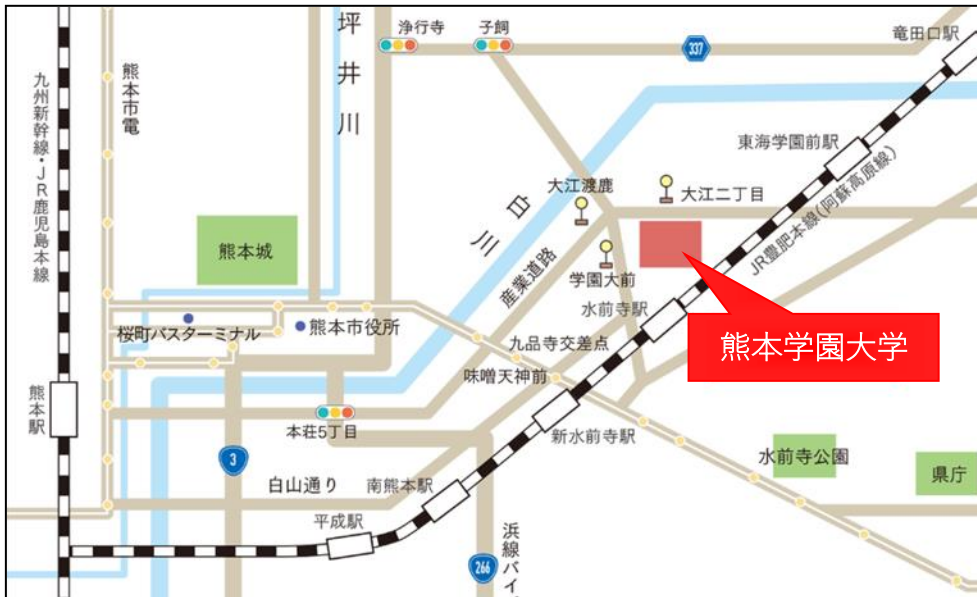 坪井川
浄行寺
子飼
337
竜田口駅
熊本市電
九州新幹線・JR鹿児島本線
東海学園前駅
大江渡鹿
大江二丁目
白川
JR豊肥本線(阿蘇高原線)
熊本城
産業道路
学園大前
水前寺駅
桜町バスターミナル
熊本市役所
九品寺交差点
熊本学園大学
味噌天神前
熊本駅
本荘5丁目
新水前寺駅
3
水前寺公園
県庁
白山通り
南熊本駅
平成駅
浜線バイ
266